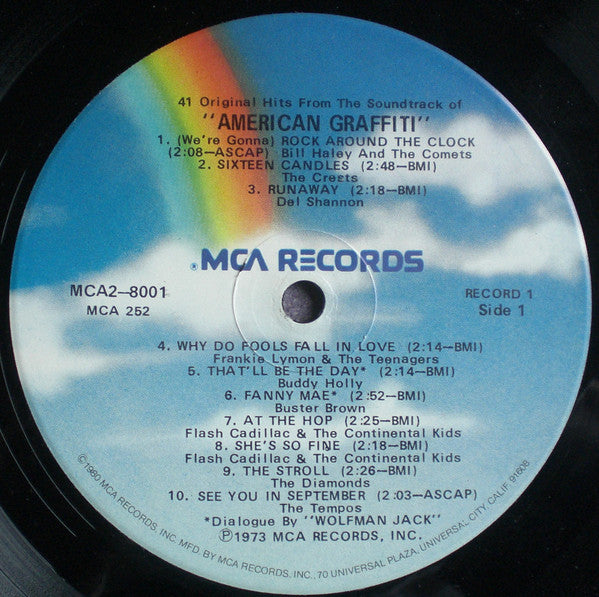 41 Original Hits From The Soundtrack of
"AMERICAN GRAFFITI"
1. (We're Gonna) ROCK AROUND THE CLOCK
(2:08—ASCAP) Bill Haley And The Comets
2. SIXTEEN CANDLES (2:48—BMI)
The Crests
3. RUNAWAY (2:18—BMI)
Del Shannon
®MCA RECORDS
MCA2—8001
MCA 252
RECORD 1
Side 1
4. WHY DO FOOLS FALL IN LOVE (2:14—BMI)
Frankie Lymon & The Teenagers
5. THAT'LL BE THE DAY* (2:14—BMI)
Buddy Holly
6. FANNY MAE* (2:52—BMI)
Buster Brown
7. AT THE HOP (2:25—BMI)
Flash Cadillac & The Continental Kids
8. SHE'S SO FINE (2:18—BMI)
Flash Cadillac & The Continental Kids
9. THE STROLL (2:26—BMI)
The Diamonds
10. SEE YOU IN SEPTEMBER (2:03—ASCAP)
The Tempos
*Dialogue By "WOLFMAN JACK"
℗1973 MCA RECORDS, INC.
©1980 MCA RECORDS, INC. MFD. BY MCA RECORDS, INC., 70 UNIVERSAL PLAZA, UNIVERSAL CITY, CALIF. 91608